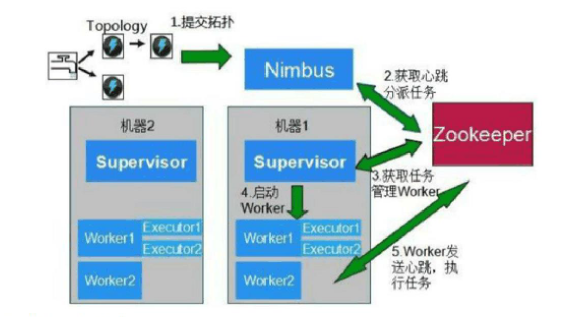 Topology
1.提交拓扑
Nimbus
2.获取心跳
分派任务
Zookeeper
机器2
Supervisor
Worker1
Executor1
Executor2
Worker2
机器1
Supervisor
3.获取任务
管理Worker
4.启动
Worker
Worker1
Executor1
Executor2
Worker2
5.Worker发
送心跳，执
行任务